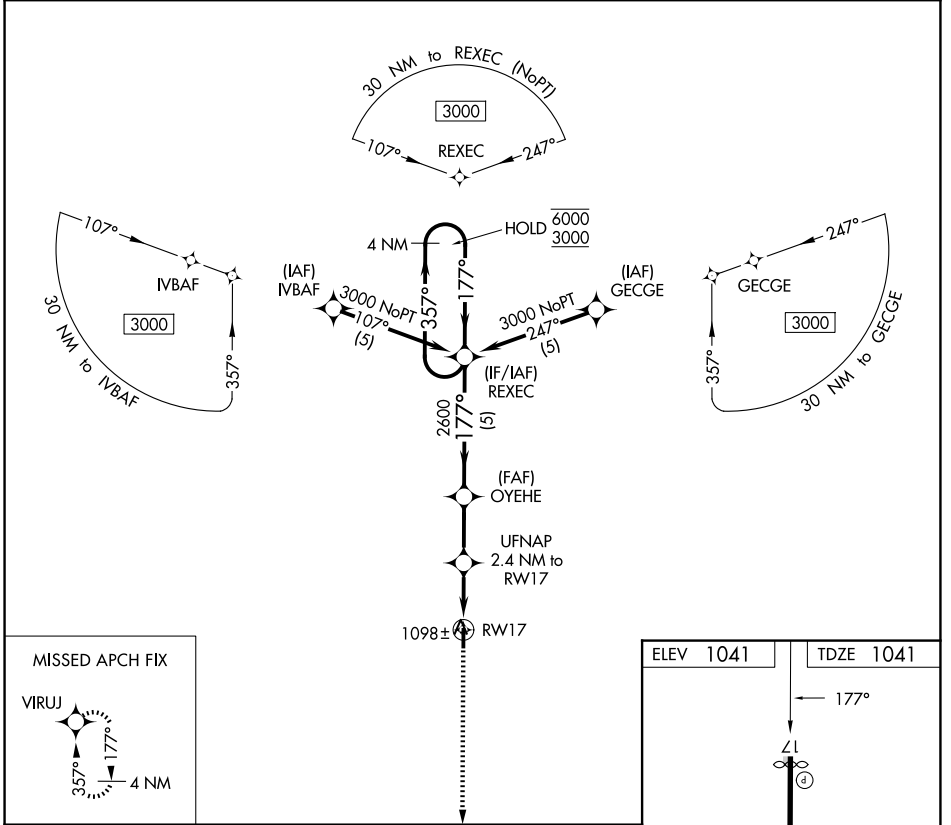 30 NM to REXEC (NoPT)
3000
107°
247°
REXEC
HOLD 6000
3000
4 NM
107°
IVBAF
3000
357°
30 NM to IVBAF
247°
GECGE
3000
357°
30 NM to GECGE
(IAF)
IVBAF
3000 NoPT
107°
(5)
357°
177°
(IAF)
GECGE
3000 NoPT
247°
(5)
(IF/IAF)
REXEC
2600
177°
(5)
(FAF)
OYEHE
UFNAP
2.4 NM to
RW17
1098± RW17
MISSED APCH FIX
VIRUJ
177°
357°
4 NM
ELEV 1041
TDZE 1041
177°
17
P